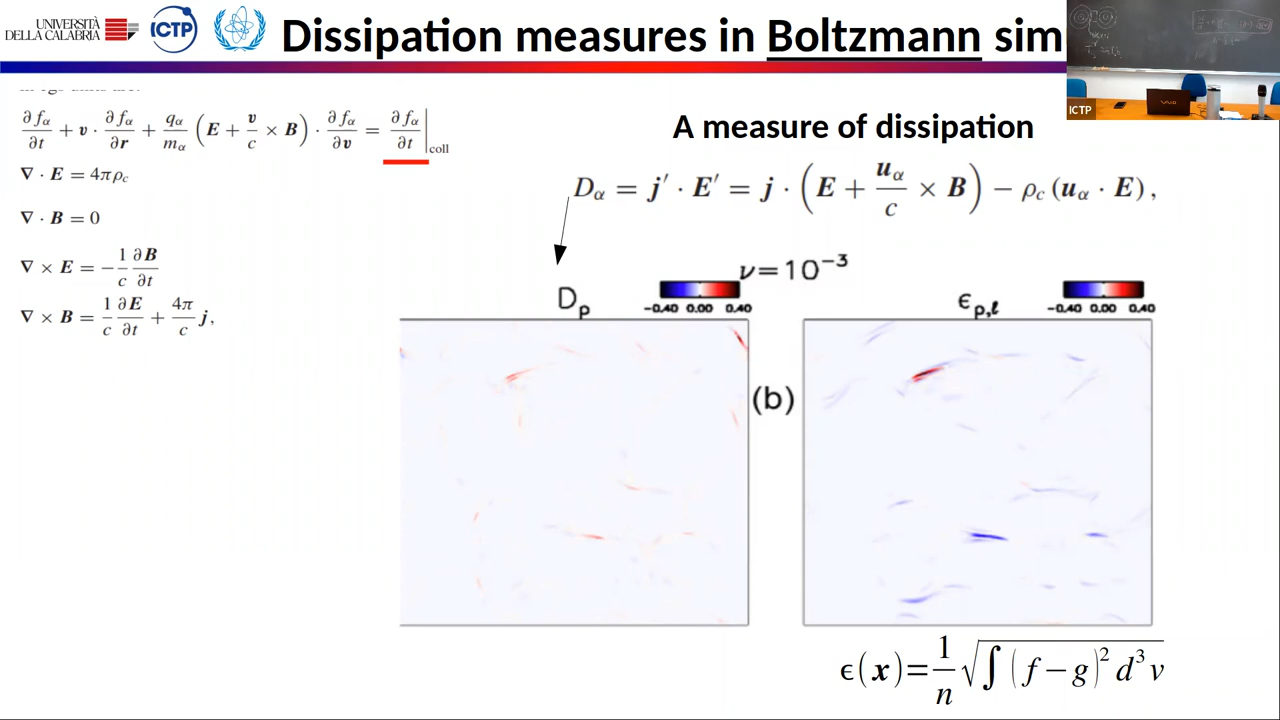 UNIVERSITÀ
DELLA CALABRIA
ICTP
Dissipation measures in Boltzmann sim
ICTP
VAIO
∂fα/∂t + v · ∂fα/∂r + qα/mα (E + v/c × B) · ∂fα/∂v = ∂fα/∂t |coll
∇ · E = 4πρc
∇ · B = 0
∇ × E = −1/c ∂B/∂t
∇ × B = 1/c ∂E/∂t + 4π/c j,
A measure of dissipation
Dα = j′ · E′ = j · (E + uα/c × B) − ρc (uα · E) ,
ν=10⁻³
Dp
-0.40 0.00 0.40
ϵp,l
-0.40 0.00 0.40
(b)
ϵ(x)=1/n √∫(f−g)² d³v